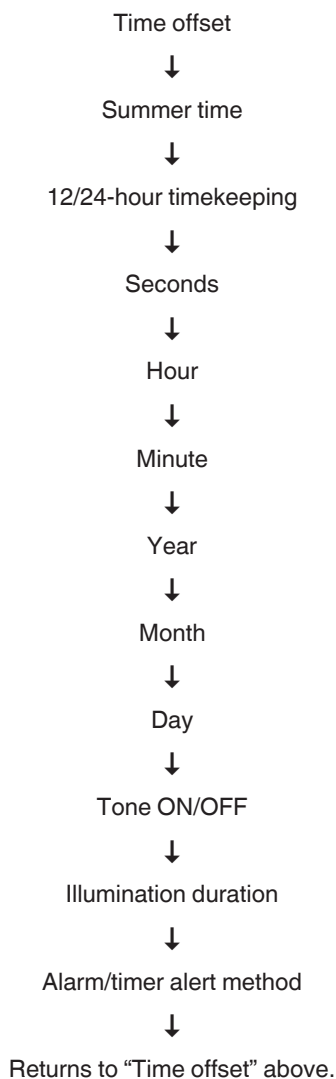 Time offset
↓
Summer time
↓
12/24-hour timekeeping
↓
Seconds
↓
Hour
↓
Minute
↓
Year
↓
Month
↓
Day
↓
Tone ON/OFF
↓
Illumination duration
↓
Alarm/timer alert method
↓
Returns to “Time offset” above.